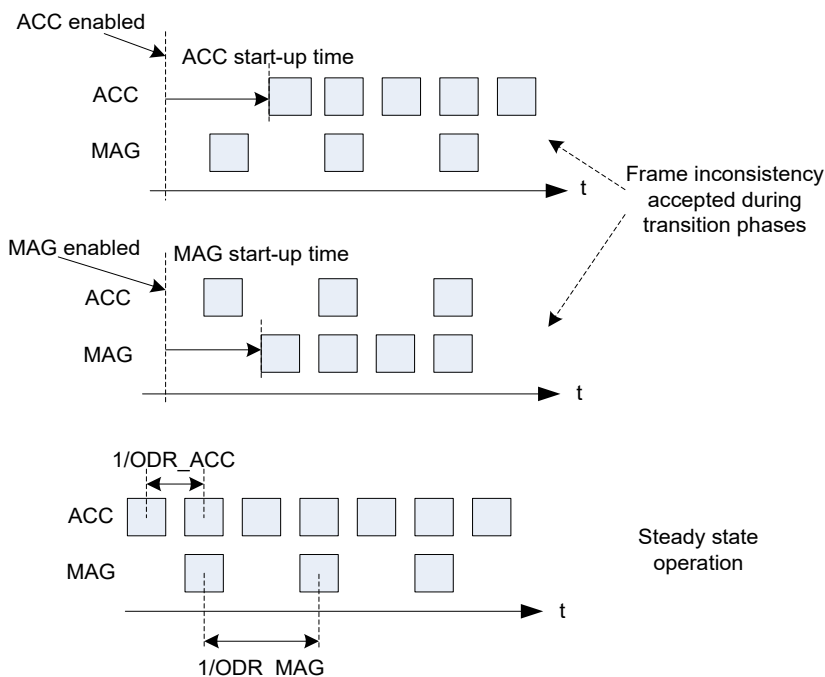 ACC enabled
ACC start-up time
ACC
MAG
t
Frame inconsistency
accepted during
transition phases
MAG enabled
MAG start-up time
ACC
MAG
t
1/ODR_ACC
ACC
MAG
t
Steady state
operation
1/ODR_MAG